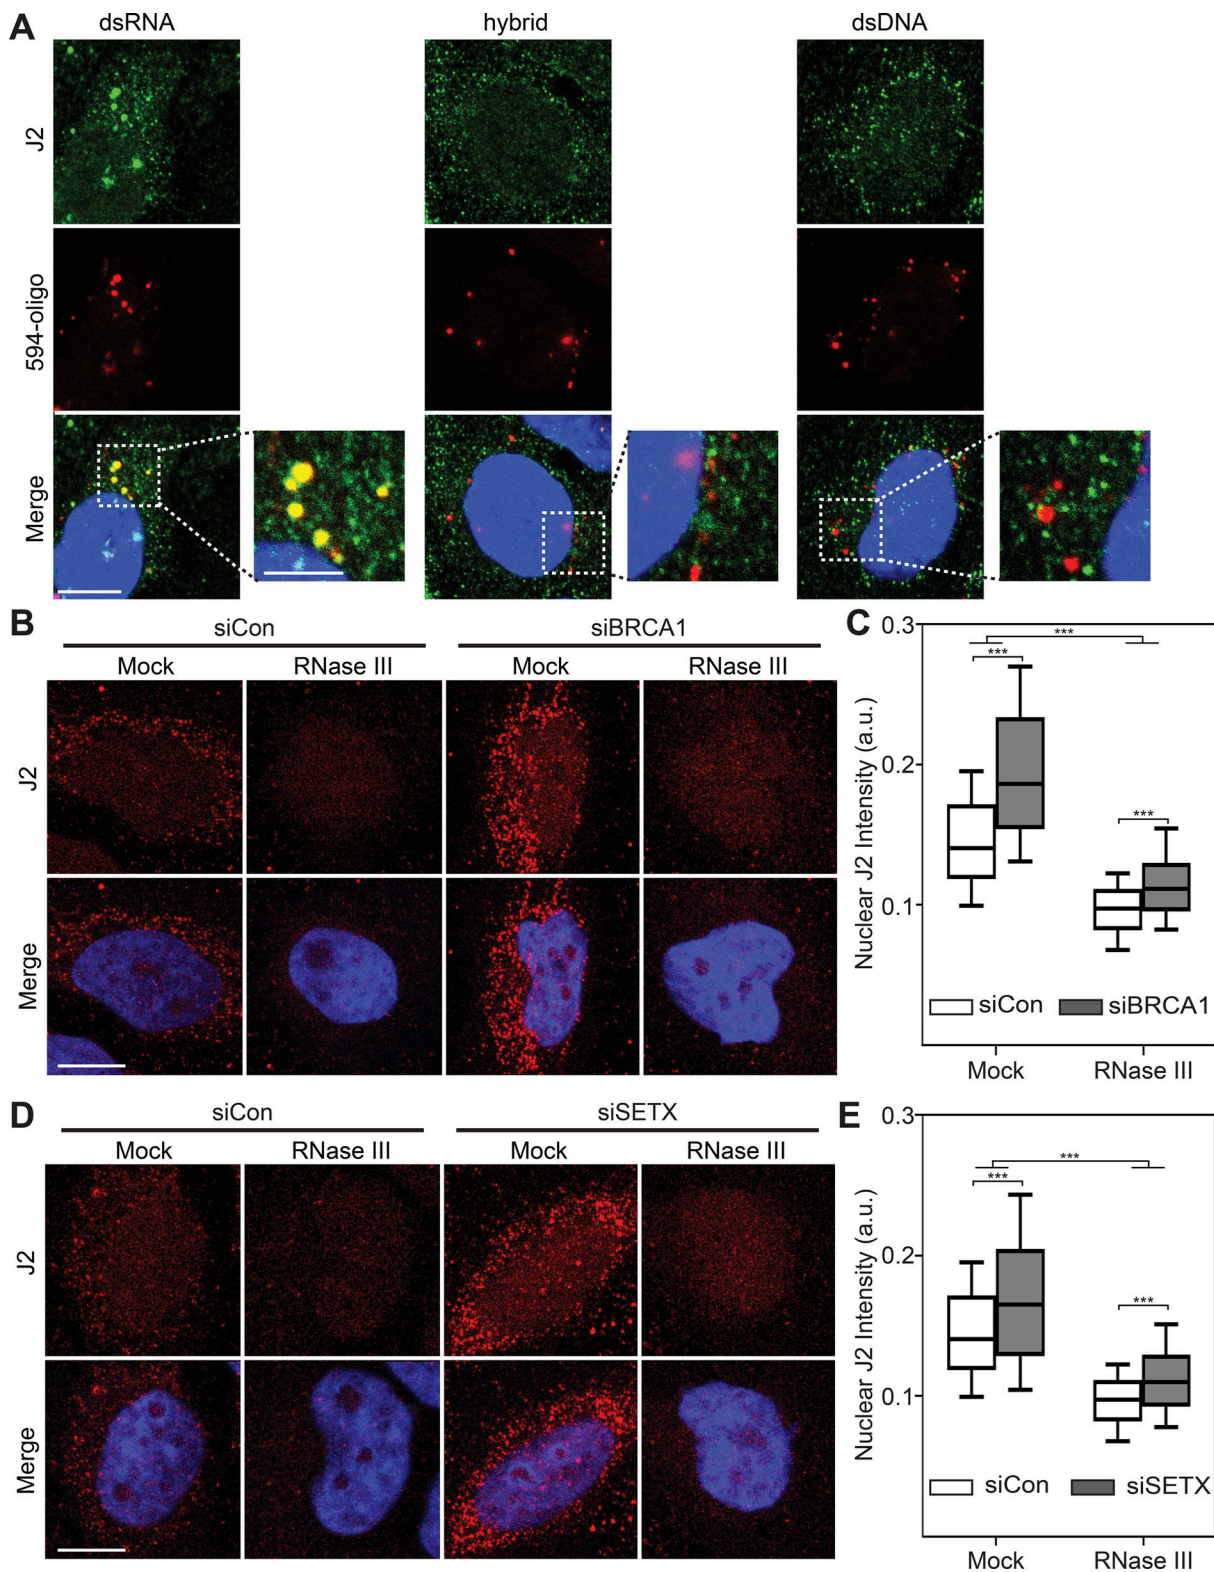 A
dsRNA
hybrid
dsDNA
J2
594-oligo
Merge
B
siCon
siBRCA1
Mock
RNase III
Mock
RNase III
J2
Merge
C
0.3
0.2
0.1
Nuclear J2 Intensity (a.u.)
***
***
***
siCon
siBRCA1
Mock
RNase III
D
siCon
siSETX
Mock
RNase III
Mock
RNase III
J2
Merge
E
0.3
0.2
0.1
Nuclear J2 Intensity (a.u.)
***
***
***
siCon
siSETX
Mock
RNase III